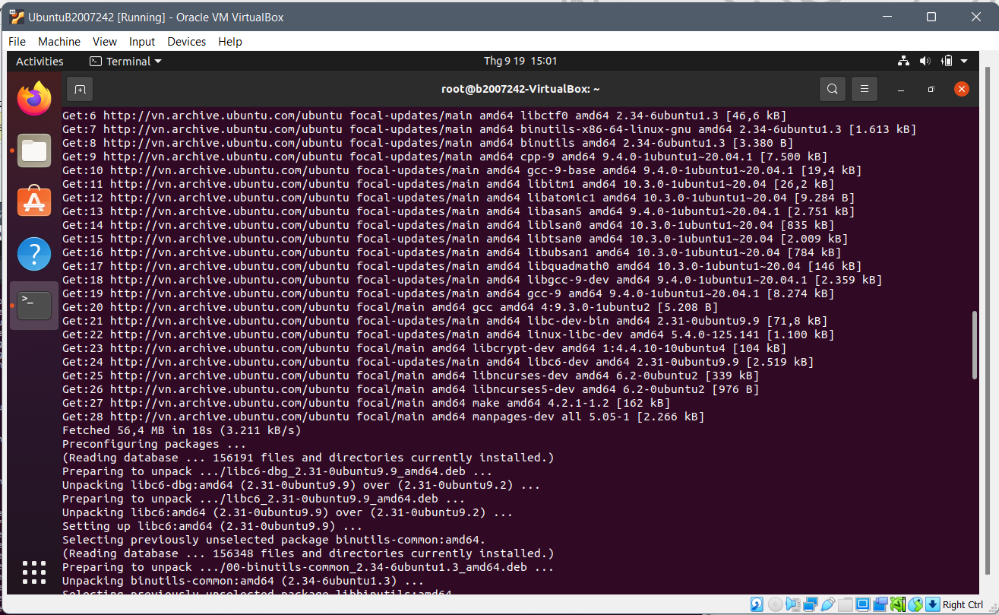 UbuntuB2007242 [Running] - Oracle VM VirtualBox
File Machine View Input Devices Help
Activities Terminal Thg 9 19 15:01
root@b2007242-VirtualBox: ~
Get:6 http://vn.archive.ubuntu.com/ubuntu focal-updates/main amd64 libctf0 amd64 2.34-6ubuntu1.3 [46,6 kB]
Get:7 http://vn.archive.ubuntu.com/ubuntu focal-updates/main amd64 binutils-x86-64-linux-gnu amd64 2.34-6ubuntu1.3 [1.613 kB]
Get:8 http://vn.archive.ubuntu.com/ubuntu focal-updates/main amd64 binutils amd64 2.34-6ubuntu1.3 [3.380 B]
Get:9 http://vn.archive.ubuntu.com/ubuntu focal-updates/main amd64 cpp-9 amd64 9.4.0-1ubuntu1~20.04.1 [7.500 kB]
Get:10 http://vn.archive.ubuntu.com/ubuntu focal-updates/main amd64 gcc-9-base amd64 9.4.0-1ubuntu1~20.04.1 [19,4 kB]
Get:11 http://vn.archive.ubuntu.com/ubuntu focal-updates/main amd64 libitm1 amd64 10.3.0-1ubuntu1~20.04 [26,2 kB]
Get:12 http://vn.archive.ubuntu.com/ubuntu focal-updates/main amd64 libatomic1 amd64 10.3.0-1ubuntu1~20.04 [9.284 B]
Get:13 http://vn.archive.ubuntu.com/ubuntu focal-updates/main amd64 libasan5 amd64 9.4.0-1ubuntu1~20.04.1 [2.751 kB]
Get:14 http://vn.archive.ubuntu.com/ubuntu focal-updates/main amd64 liblsan0 amd64 10.3.0-1ubuntu1~20.04 [835 kB]
Get:15 http://vn.archive.ubuntu.com/ubuntu focal-updates/main amd64 libtsan0 amd64 10.3.0-1ubuntu1~20.04 [2.009 kB]
Get:16 http://vn.archive.ubuntu.com/ubuntu focal-updates/main amd64 libubsan1 amd64 10.3.0-1ubuntu1~20.04 [784 kB]
Get:17 http://vn.archive.ubuntu.com/ubuntu focal-updates/main amd64 libquadmath0 amd64 10.3.0-1ubuntu1~20.04 [146 kB]
Get:18 http://vn.archive.ubuntu.com/ubuntu focal-updates/main amd64 libgcc-9-dev amd64 9.4.0-1ubuntu1~20.04.1 [2.359 kB]
Get:19 http://vn.archive.ubuntu.com/ubuntu focal-updates/main amd64 gcc-9 amd64 9.4.0-1ubuntu1~20.04.1 [8.274 kB]
Get:20 http://vn.archive.ubuntu.com/ubuntu focal/main amd64 gcc amd64 4:9.3.0-1ubuntu2 [5.208 B]
Get:21 http://vn.archive.ubuntu.com/ubuntu focal-updates/main amd64 libc-dev-bin amd64 2.31-0ubuntu9.9 [71,8 kB]
Get:22 http://vn.archive.ubuntu.com/ubuntu focal-updates/main amd64 linux-libc-dev amd64 5.4.0-125.141 [1.100 kB]
Get:23 http://vn.archive.ubuntu.com/ubuntu focal/main amd64 libcrypt-dev amd64 1:4.4.10-10ubuntu4 [104 kB]
Get:24 http://vn.archive.ubuntu.com/ubuntu focal-updates/main amd64 libc6-dev amd64 2.31-0ubuntu9.9 [2.519 kB]
Get:25 http://vn.archive.ubuntu.com/ubuntu focal/main amd64 libncurses-dev amd64 6.2-0ubuntu2 [339 kB]
Get:26 http://vn.archive.ubuntu.com/ubuntu focal/main amd64 libncurses5-dev amd64 6.2-0ubuntu2 [976 B]
Get:27 http://vn.archive.ubuntu.com/ubuntu focal/main amd64 make amd64 4.2.1-1.2 [162 kB]
Get:28 http://vn.archive.ubuntu.com/ubuntu focal/main amd64 manpages-dev all 5.05-1 [2.266 kB]
Fetched 56,4 MB in 18s (3.211 kB/s)
Preconfiguring packages ...
(Reading database ... 156191 files and directories currently installed.)
Preparing to unpack .../libc6-dbg_2.31-0ubuntu9.9_amd64.deb ...
Unpacking libc6-dbg:amd64 (2.31-0ubuntu9.9) over (2.31-0ubuntu9.2) ...
Preparing to unpack .../libc6_2.31-0ubuntu9.9_amd64.deb ...
Unpacking libc6:amd64 (2.31-0ubuntu9.9) over (2.31-0ubuntu9.2) ...
Setting up libc6:amd64 (2.31-0ubuntu9.9) ...
Selecting previously unselected package binutils-common:amd64.
(Reading database ... 156348 files and directories currently installed.)
Preparing to unpack .../00-binutils-common_2.34-6ubuntu1.3_amd64.deb ...
Unpacking binutils-common:amd64 (2.34-6ubuntu1.3) ...
Selecting previously unselected package libbinutils:amd64
Right Ctrl